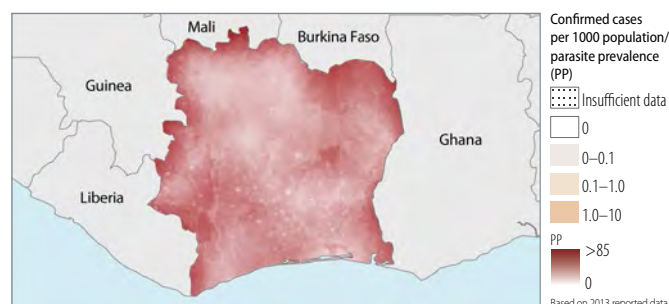 Mali
Burkina Faso
Guinea
Ghana
Liberia
Confirmed cases
per 1000 population/
parasite prevalence
(PP)
Insufficient data
0
0–0.1
0.1–1.0
1.0–10
PP
>85
0
Based on 2013 reported data